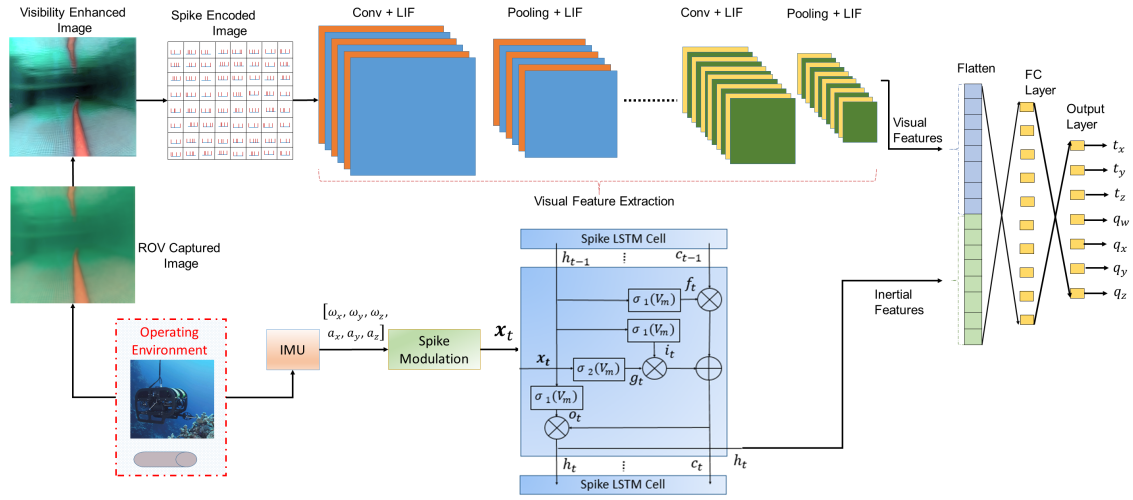 Visibility Enhanced
Image
Spike Encoded
Image
Conv + LIF
Pooling + LIF
Conv + LIF
Pooling + LIF
Visual
Features
Flatten
FC
Layer
Output
Layer
t_x
t_y
t_z
q_w
q_x
q_y
q_z
Visual Feature Extraction
ROV Captured
Image
Operating
Environment
IMU
[ω_x, ω_y, ω_z,
a_x, a_y, a_z]
Spike
Modulation
x_t
Spike LSTM Cell
h_{t-1}
c_{t-1}
σ_1(V_m)
f_t
σ_1(V_m)
i_t
x_t
σ_2(V_m)
g_t
σ_1(V_m)
o_t
h_t
c_t
h_t
Spike LSTM Cell
Inertial
Features